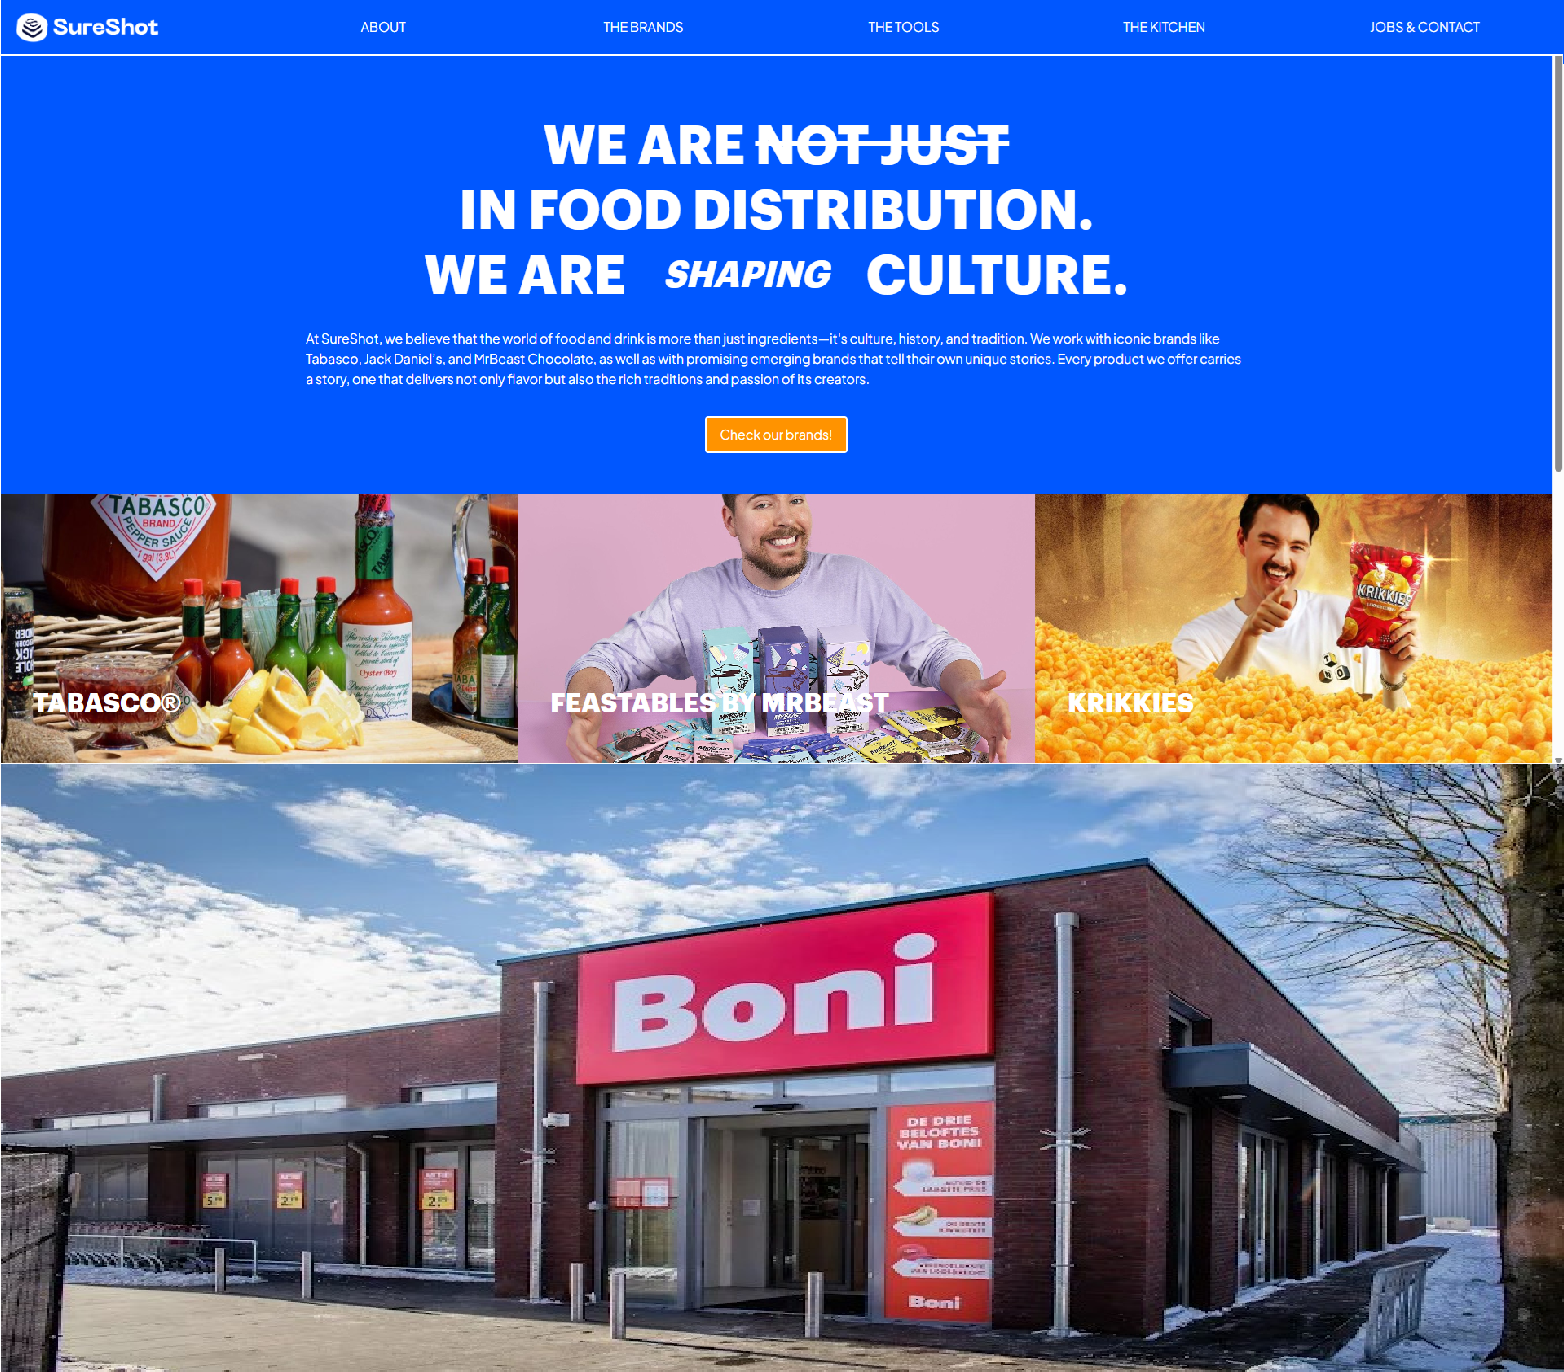 SureShot
ABOUT
THE BRANDS
THE TOOLS
THE KITCHEN
JOBS & CONTACT
WE ARE NOT JUST
IN FOOD DISTRIBUTION.
WE ARE SHAPING CULTURE.
At SureShot, we believe that the world of food and drink is more than just ingredients—it's culture, history, and tradition. We work with iconic brands like
Tabasco, Jack Daniel's, and MrBeast Chocolate, as well as with promising emerging brands that tell their own unique stories. Every product we offer carries
a story, one that delivers not only flavor but also the rich traditions and passion of its creators.
Check our brands!
TABASCO
BRAND
PEPPER SAUCE
KRIKKIES
TABASCO®
FEASTABLES BY MRBEAST
KRIKKIES
Boni
DE DRIE
BELOFTES
VAN BONI
Boni